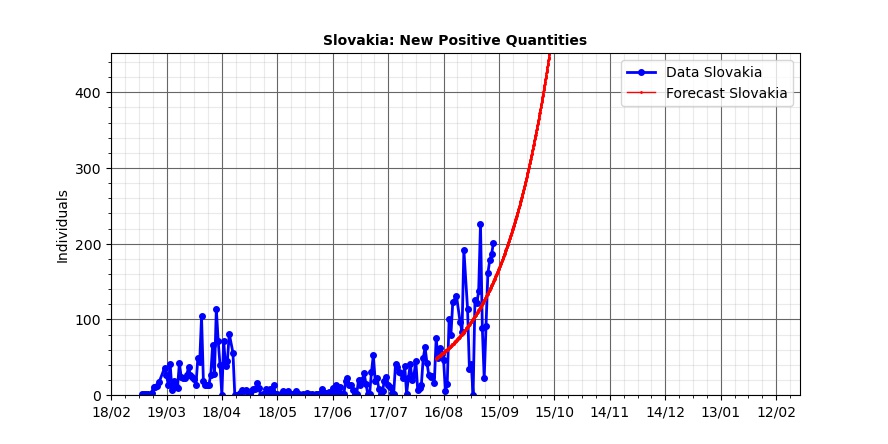 Slovakia: New Positive Quantities
Data Slovakia
Forecast Slovakia
Individuals
400
300
200
100
0
18/02 19/03 18/04 18/05 17/06 17/07 16/08 15/09 15/10 14/11 14/12 13/01 12/02